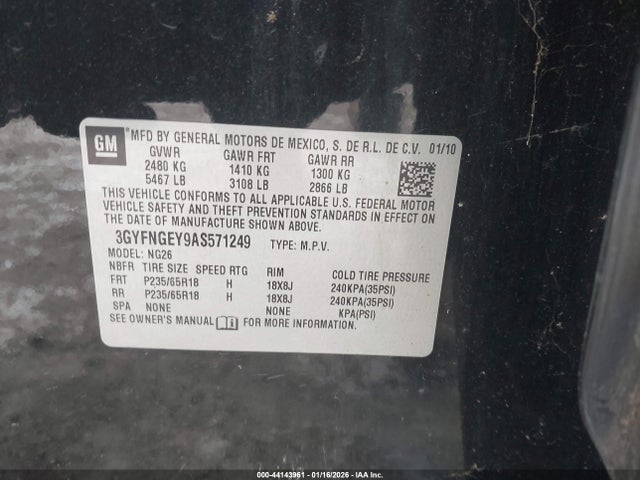 GM ® MFD BY GENERAL MOTORS DE MEXICO, S. DE R.L. DE C.V. 01/10
GVWR GAWR FRT GAWR RR
2480 KG 1410 KG 1300 KG
5467 LB 3108 LB 2866 LB
THIS VEHICLE CONFORMS TO ALL APPLICABLE U.S. FEDERAL MOTOR
VEHICLE SAFETY AND THEFT PREVENTION STANDARDS IN EFFECT ON
THE DATE OF MANUFACTURE SHOWN ABOVE.
3GYFNGEY9AS571249 TYPE: M.P.V.
MODEL: NG26
NBFR TIRE SIZE SPEED RTG RIM COLD TIRE PRESSURE
FRT P235/65R18 H 18X8J 240KPA(35PSI)
RR P235/65R18 H 18X8J 240KPA(35PSI)
SPA NONE NONE KPA(PSI)
SEE OWNER'S MANUAL FOR MORE INFORMATION.
000-44143961 - 01/16/2026 - IAA Inc.